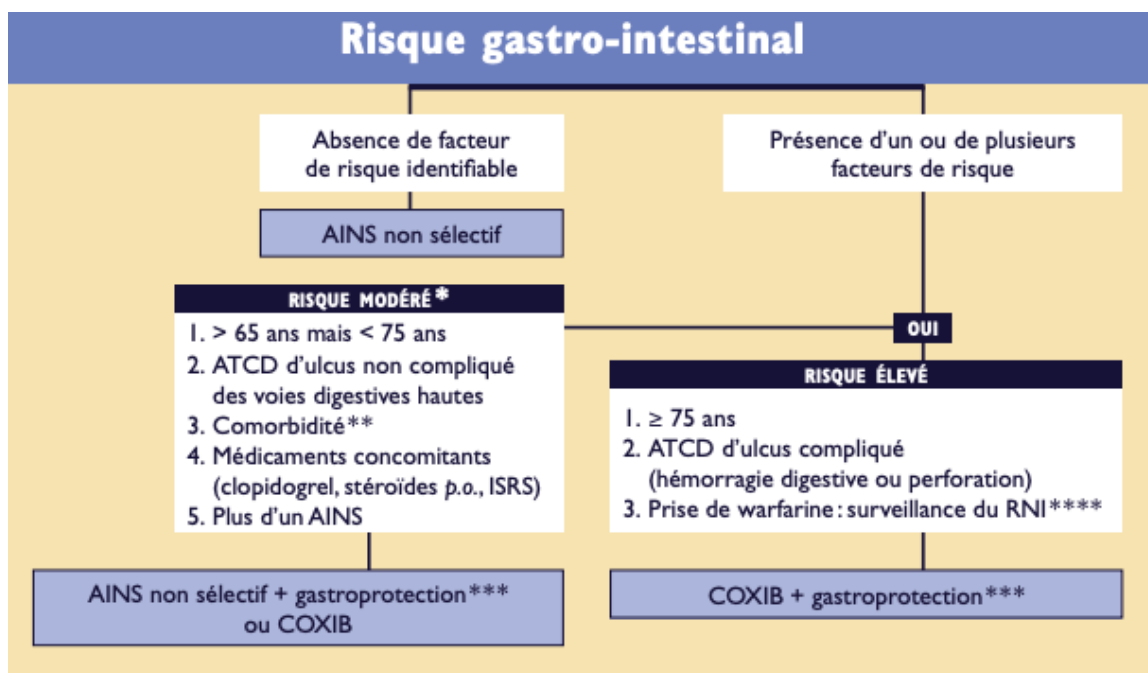 Risque gastro-intestinal
Absence de facteur
de risque identifiable
Présence d'un ou de plusieurs
facteurs de risque
AINS non sélectif
OUI
RISQUE MODÉRÉ*
1. > 65 ans mais < 75 ans
2. ATCD d'ulcus non compliqué
des voies digestives hautes
3. Comorbidité**
4. Médicaments concomitants
(clopidogrel, stéroïdes p.o., ISRS)
5. Plus d'un AINS
RISQUE ÉLEVÉ
1. ≥ 75 ans
2. ATCD d'ulcus compliqué
(hémorragie digestive ou perforation)
3. Prise de warfarine : surveillance du RNI****
AINS non sélectif + gastroprotection***
ou COXIB
COXIB + gastroprotection***